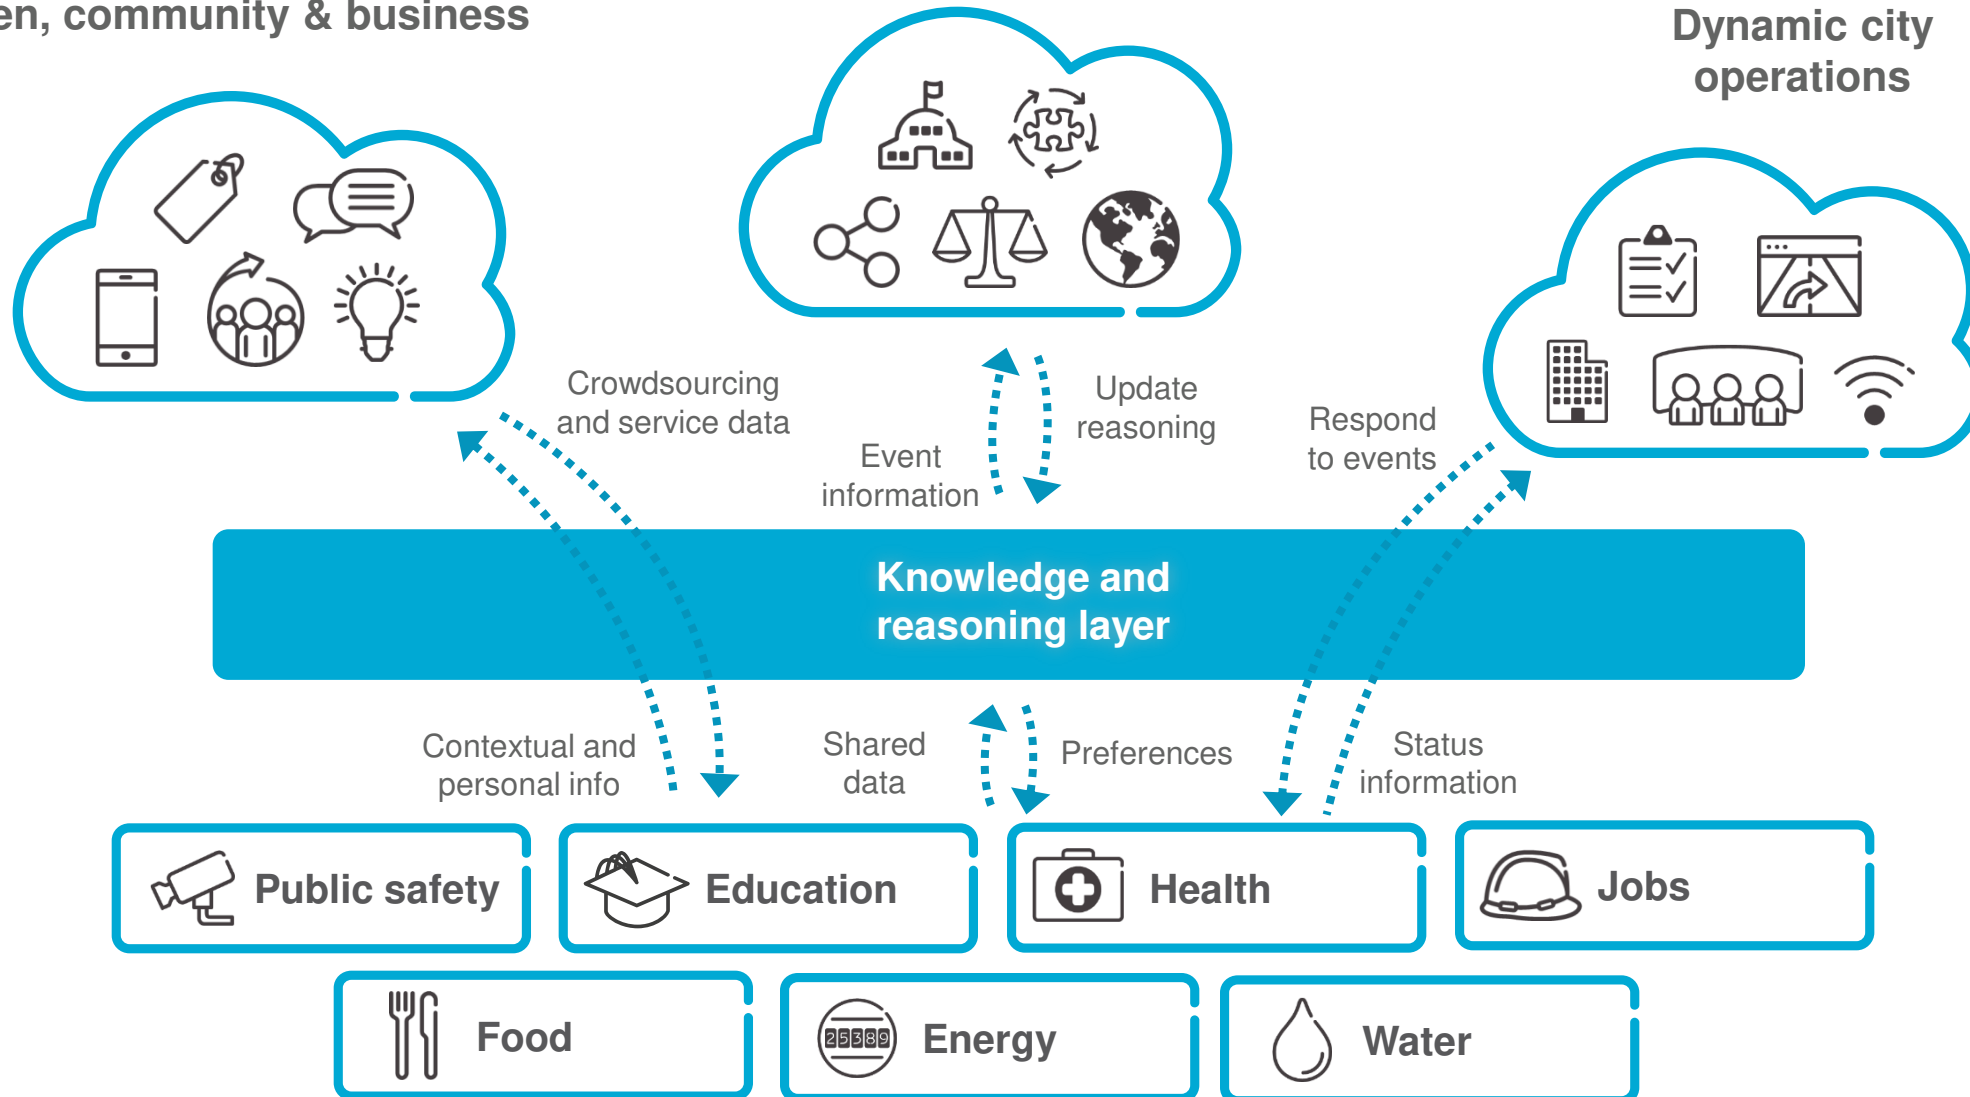 en, community & business
Dynamic city
operations
Crowdsourcing
and service data
Event
information
Update
reasoning
Respond
to events
Knowledge and
reasoning layer
Contextual and
personal info
Shared
data
Preferences
Status
information
Public safety
Education
Health
Jobs
Food
25389
Energy
Water